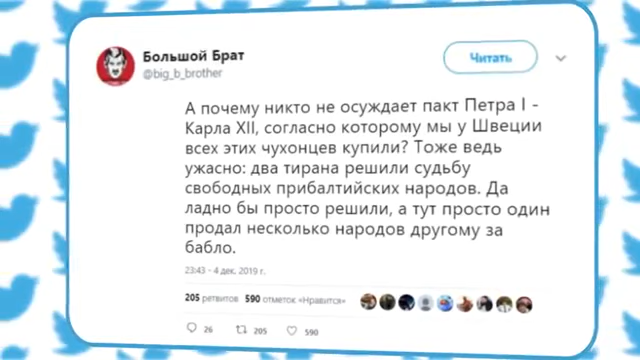 Большой Брат
@big_b_brother
Читать
А почему никто не осуждает пакт Петра I -
Карла XII, согласно которому мы у Швеции
всех этих чухонцев купили? Тоже ведь
ужасно: два тирана решили судьбу
свободных прибалтийских народов. Да
ладно бы просто решили, а тут просто один
продал несколько народов другому за
бабло.
23:43 - 4 дек. 2019 г.
205 ретвитов 590 отметок «Нравится»
26 205 590